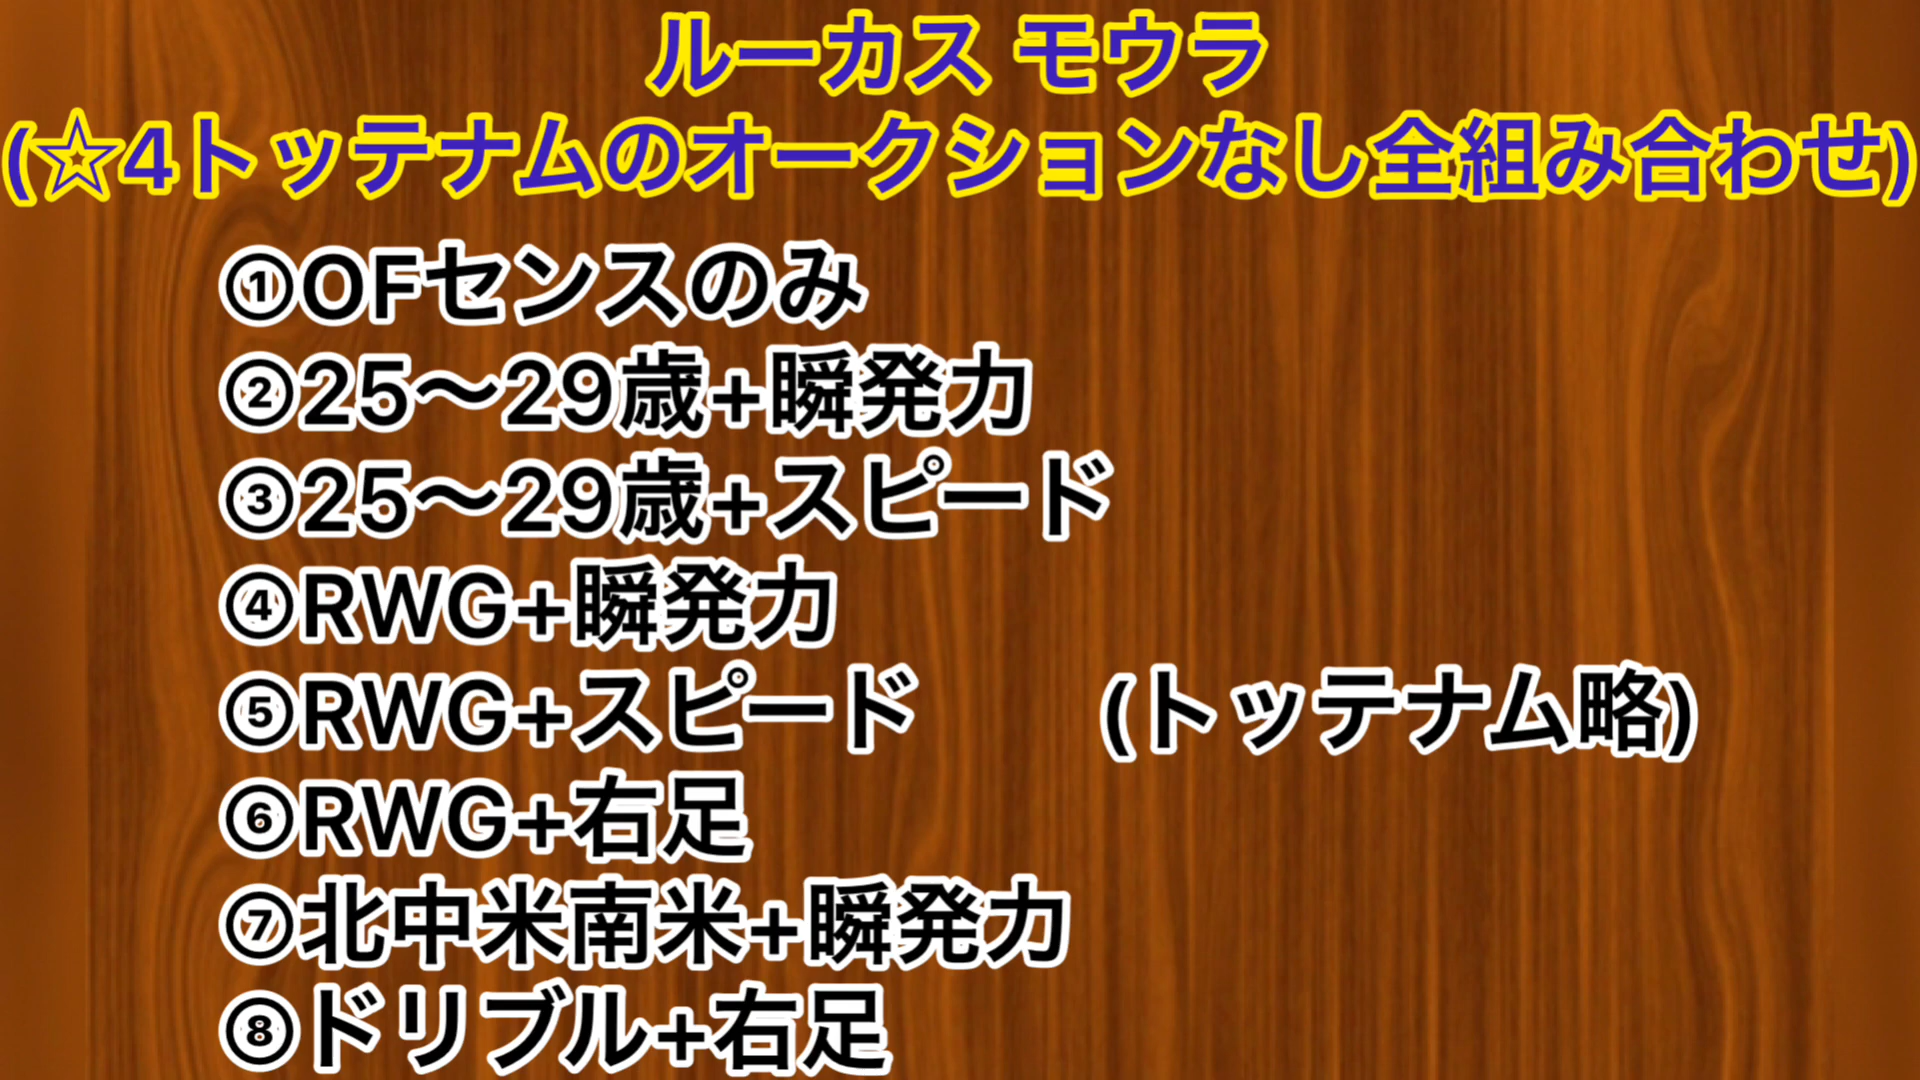 ルーカス モウラ
(☆4トッテナムのオークションなし全組み合わせ)
①OFセンスのみ
②25〜29歳+瞬発力
③25〜29歳+スピード
④RWG+瞬発力
⑤RWG+スピード (トッテナム略)
⑥RWG+右足
⑦北中米南米+瞬発力
⑧ドリブル+右足